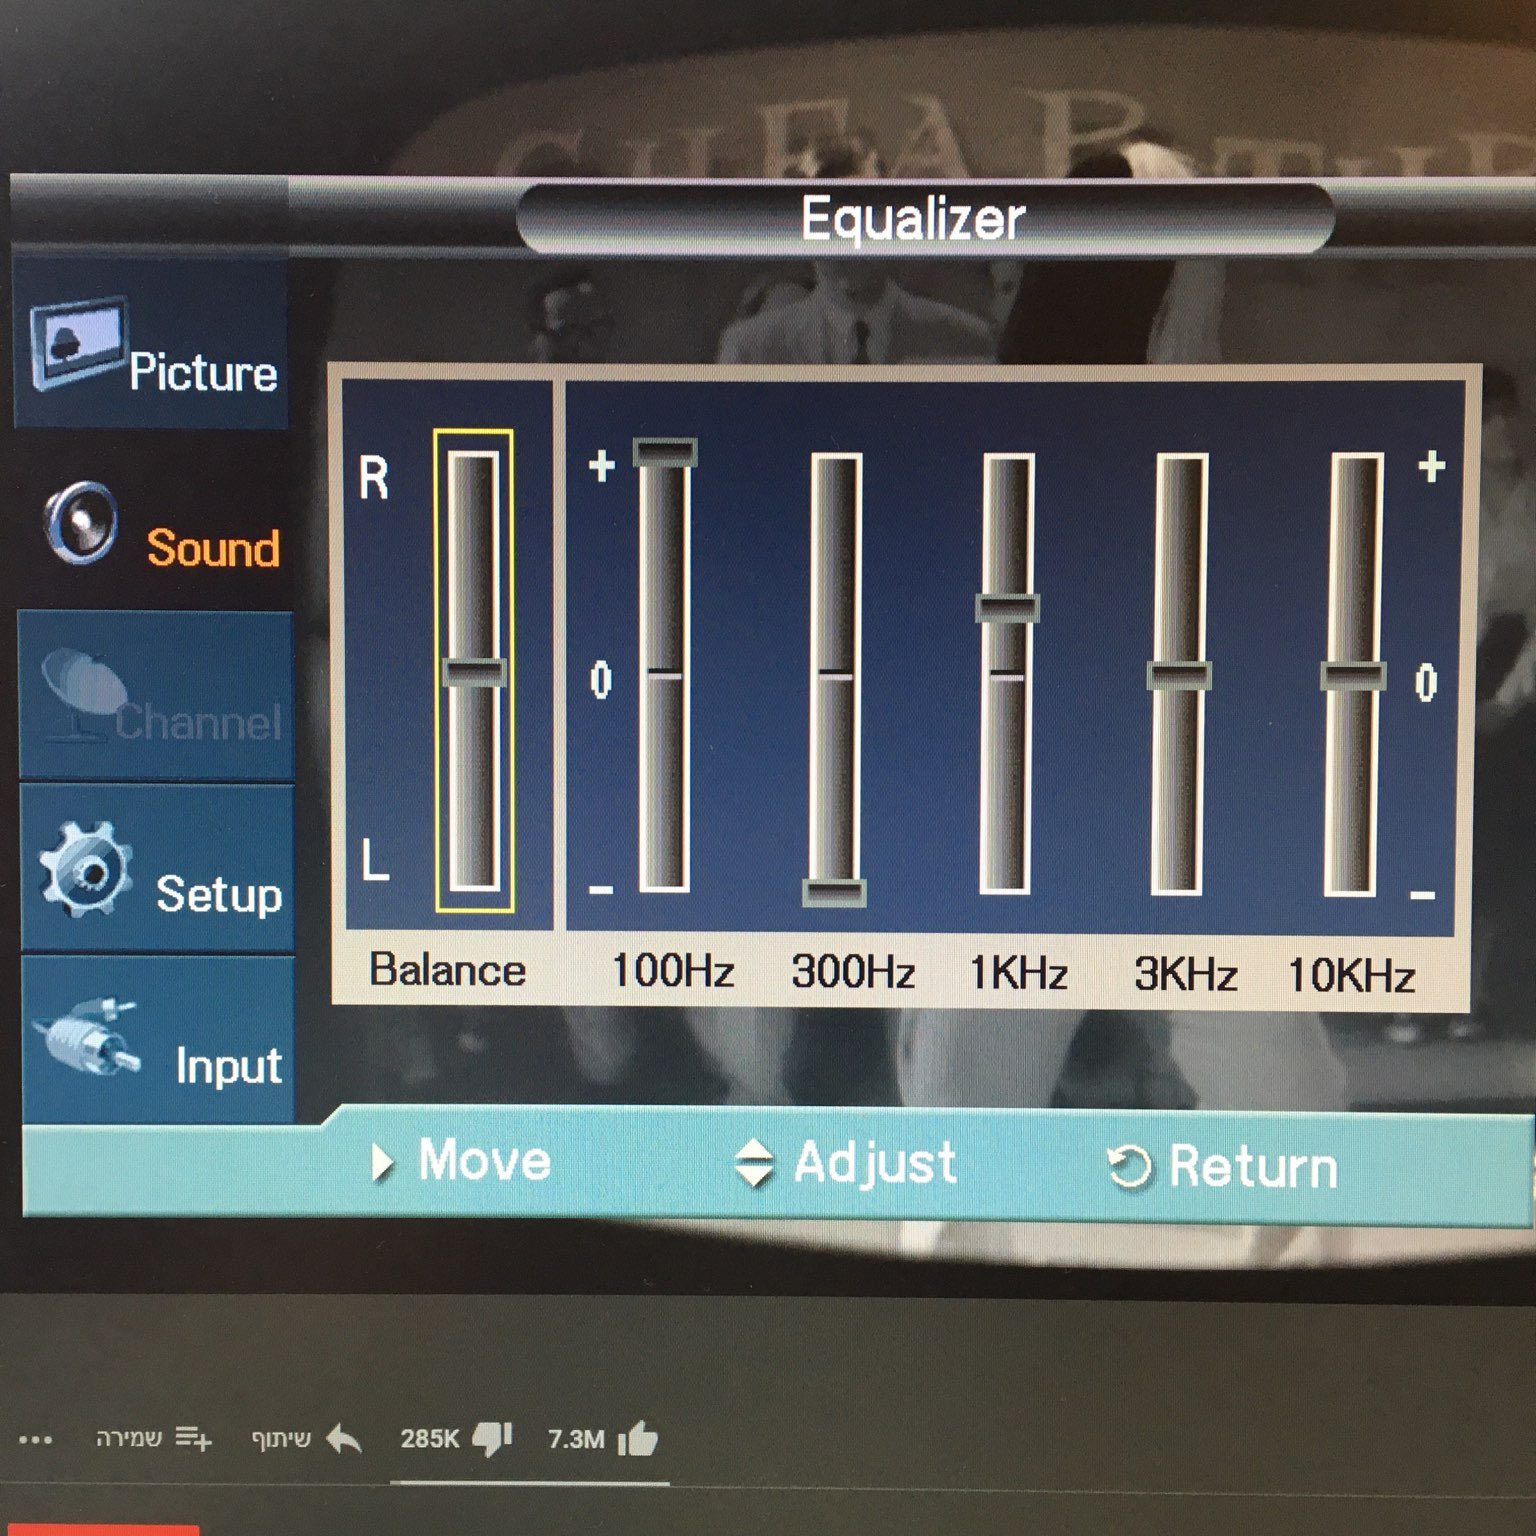 Equalizer
Picture
Sound
Channel
Setup
Input
R
L
+
0
-
+
0
-
Balance 100Hz 300Hz 1KHz 3KHz 10KHz
Move Adjust Return
7.3M 285K שיתוף שמירה ...